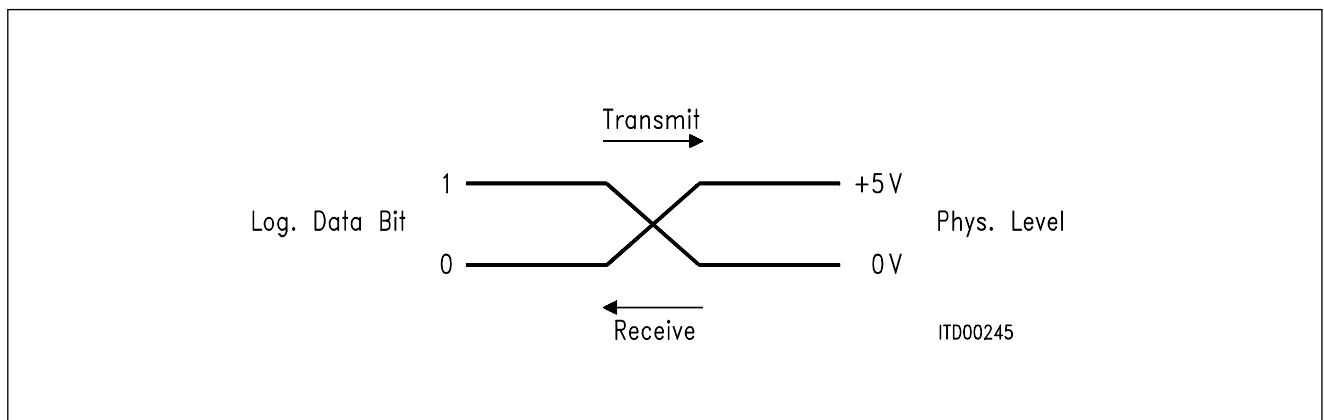 Transmit
1
+5V
Log. Data Bit
Phys. Level
0
0V
Receive
ITD00245